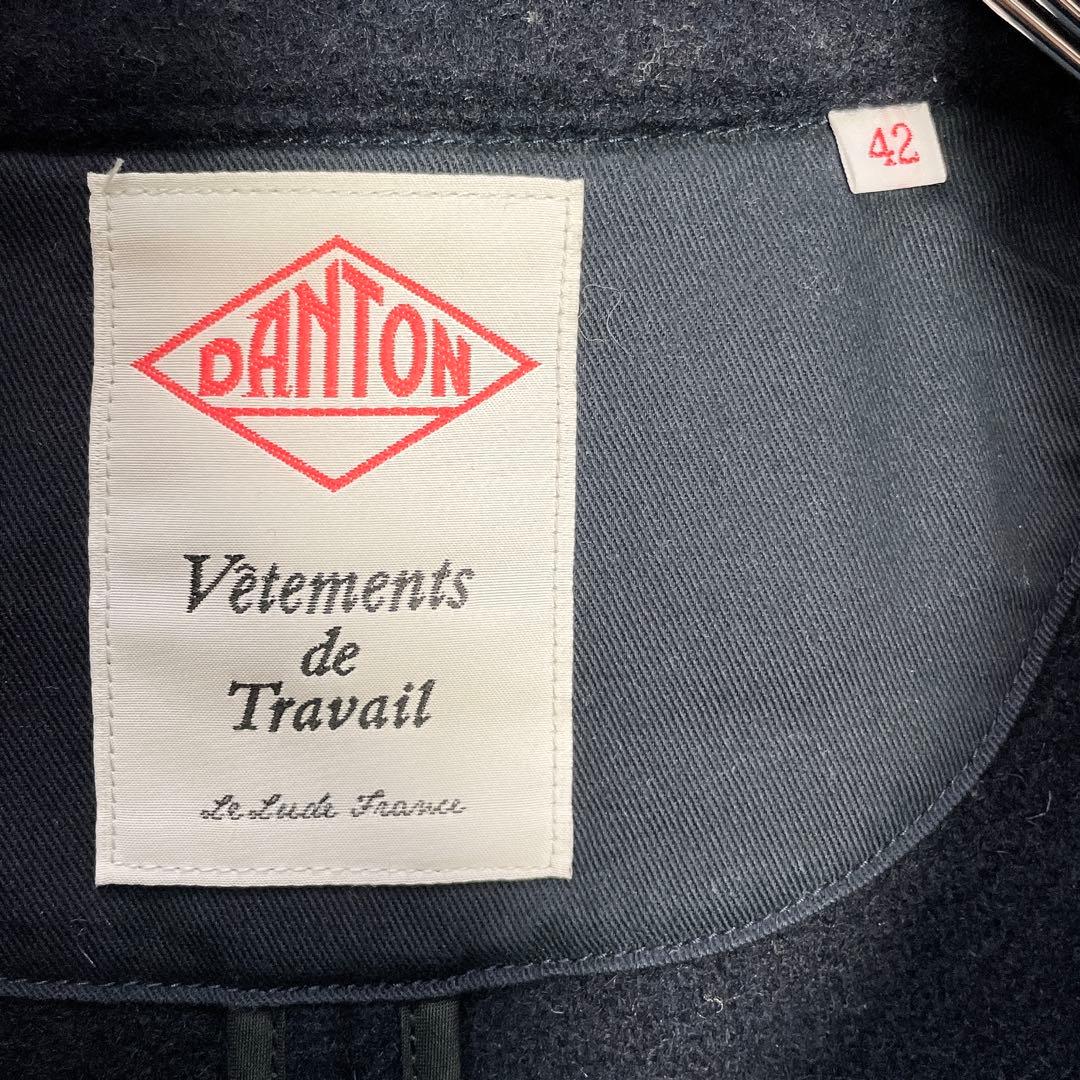 DANTON
Vêtements
de
Travail
Le Lude France
42